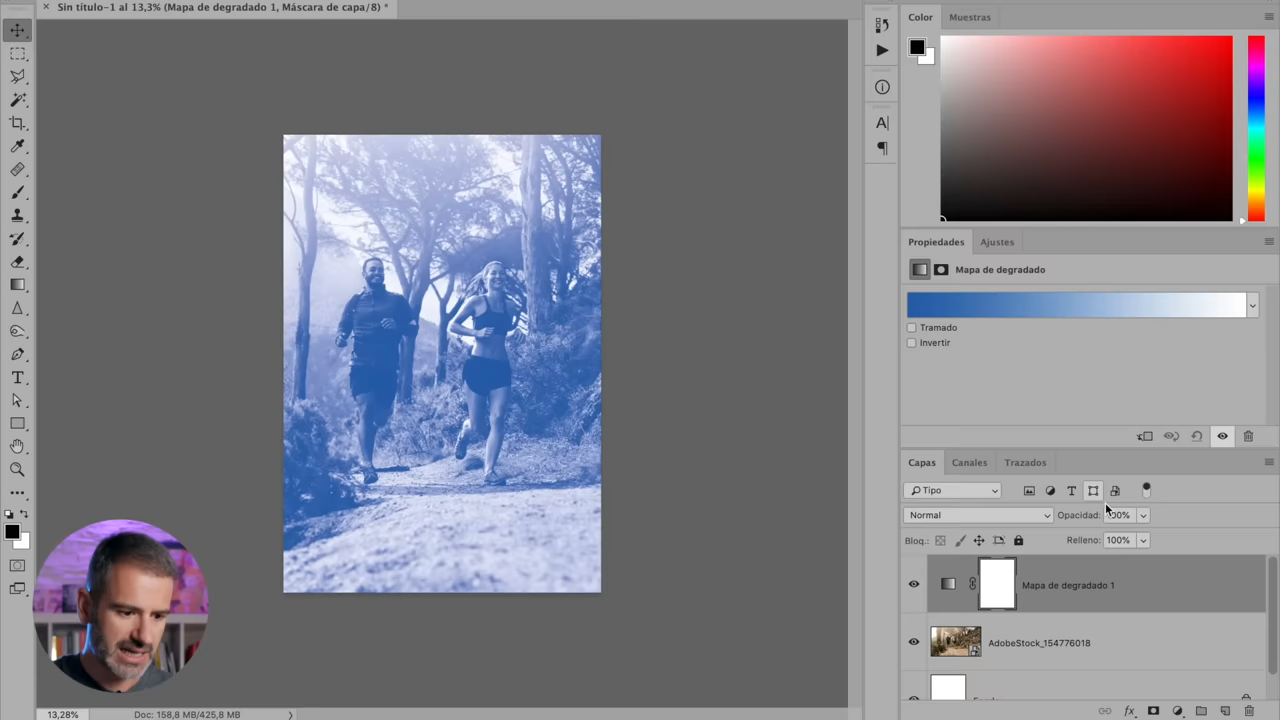 Sin título-1 al 13,3% (Mapa de degradado 1, Máscara de capa/8) *
Color
Muestras
Propiedades
Ajustes
Mapa de degradado
Tramado
Invertir
Capas
Canales
Trazados
Tipo
Normal
Opacidad:
Bloq.:
Relleno: 100%
Mapa de degradado 1
AdobeStock_154776018
13,28%
Doc: 158,8 MB/425,8 MB